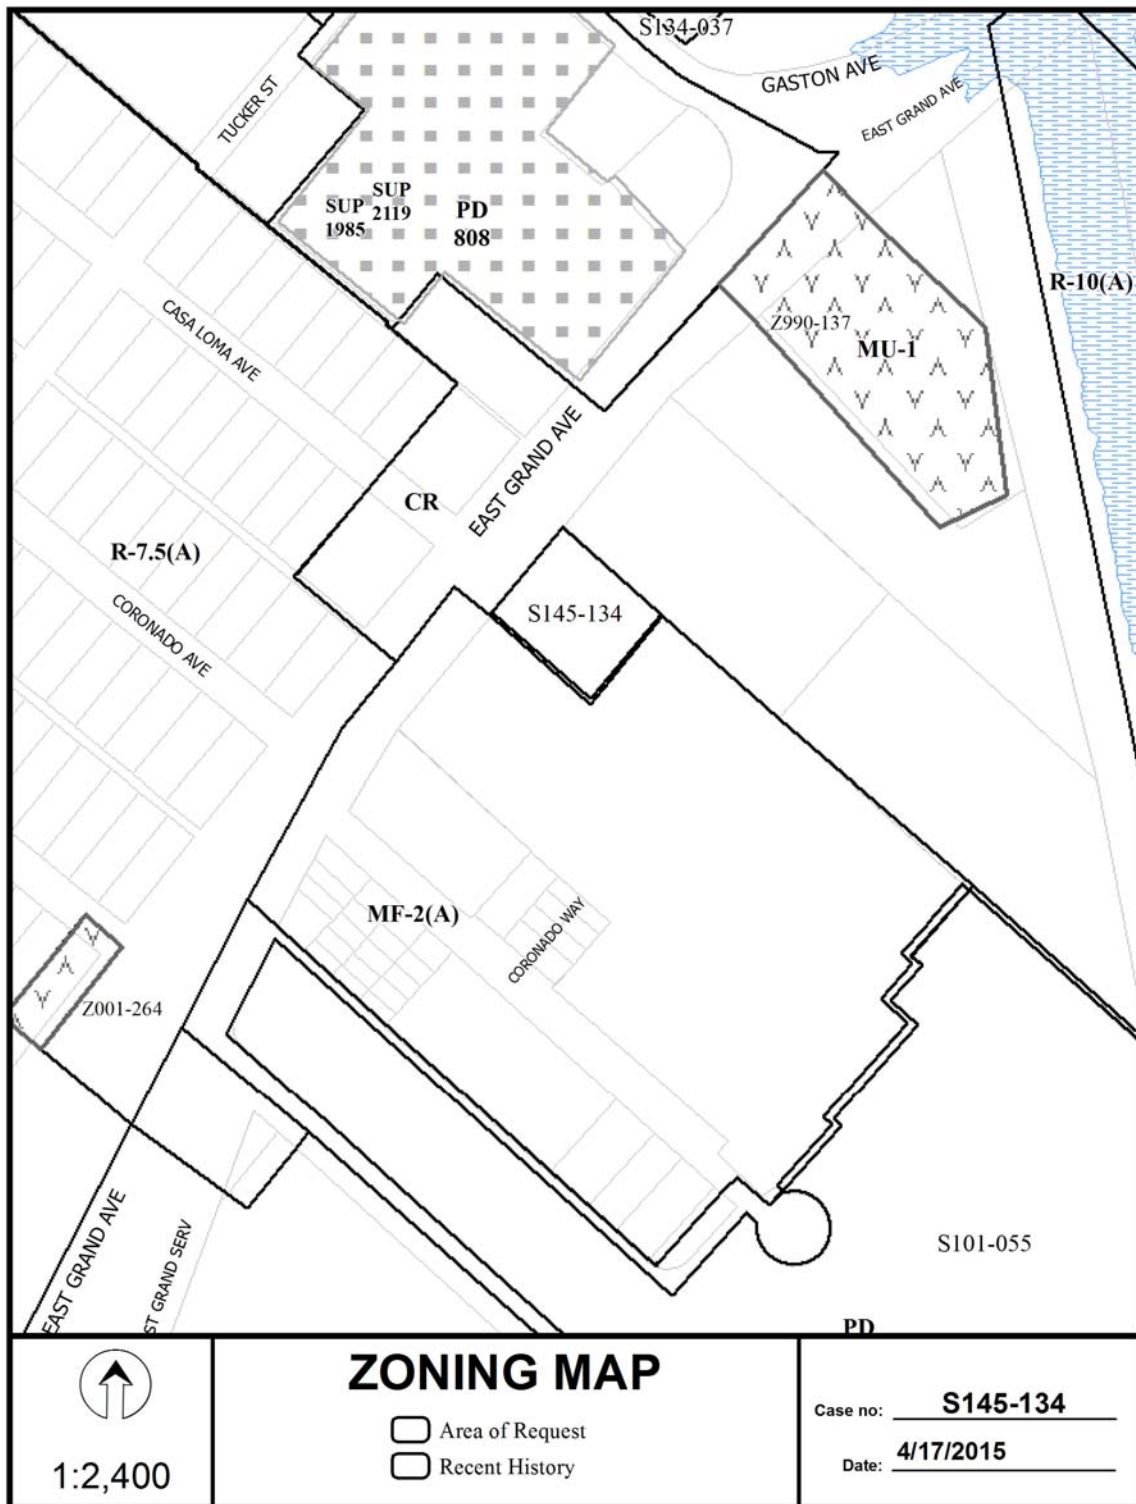 S134-037
GASTON AVE
EAST GRAND AVE
TUCKER ST
SUP
2119
SUP
1985
PD
808
R-10(A)
Z990-137
MU-1
CASA LOMA AVE
EAST GRAND AVE
CR
R-7.5(A)
S145-134
CORONADO AVE
MF-2(A)
CORONADO WAY
Z001-264
EAST GRAND AVE
ST GRAND SERV
S101-055
PD
ZONING MAP
Area of Request
Recent History
1:2,400
Case no: S145-134
Date: 4/17/2015